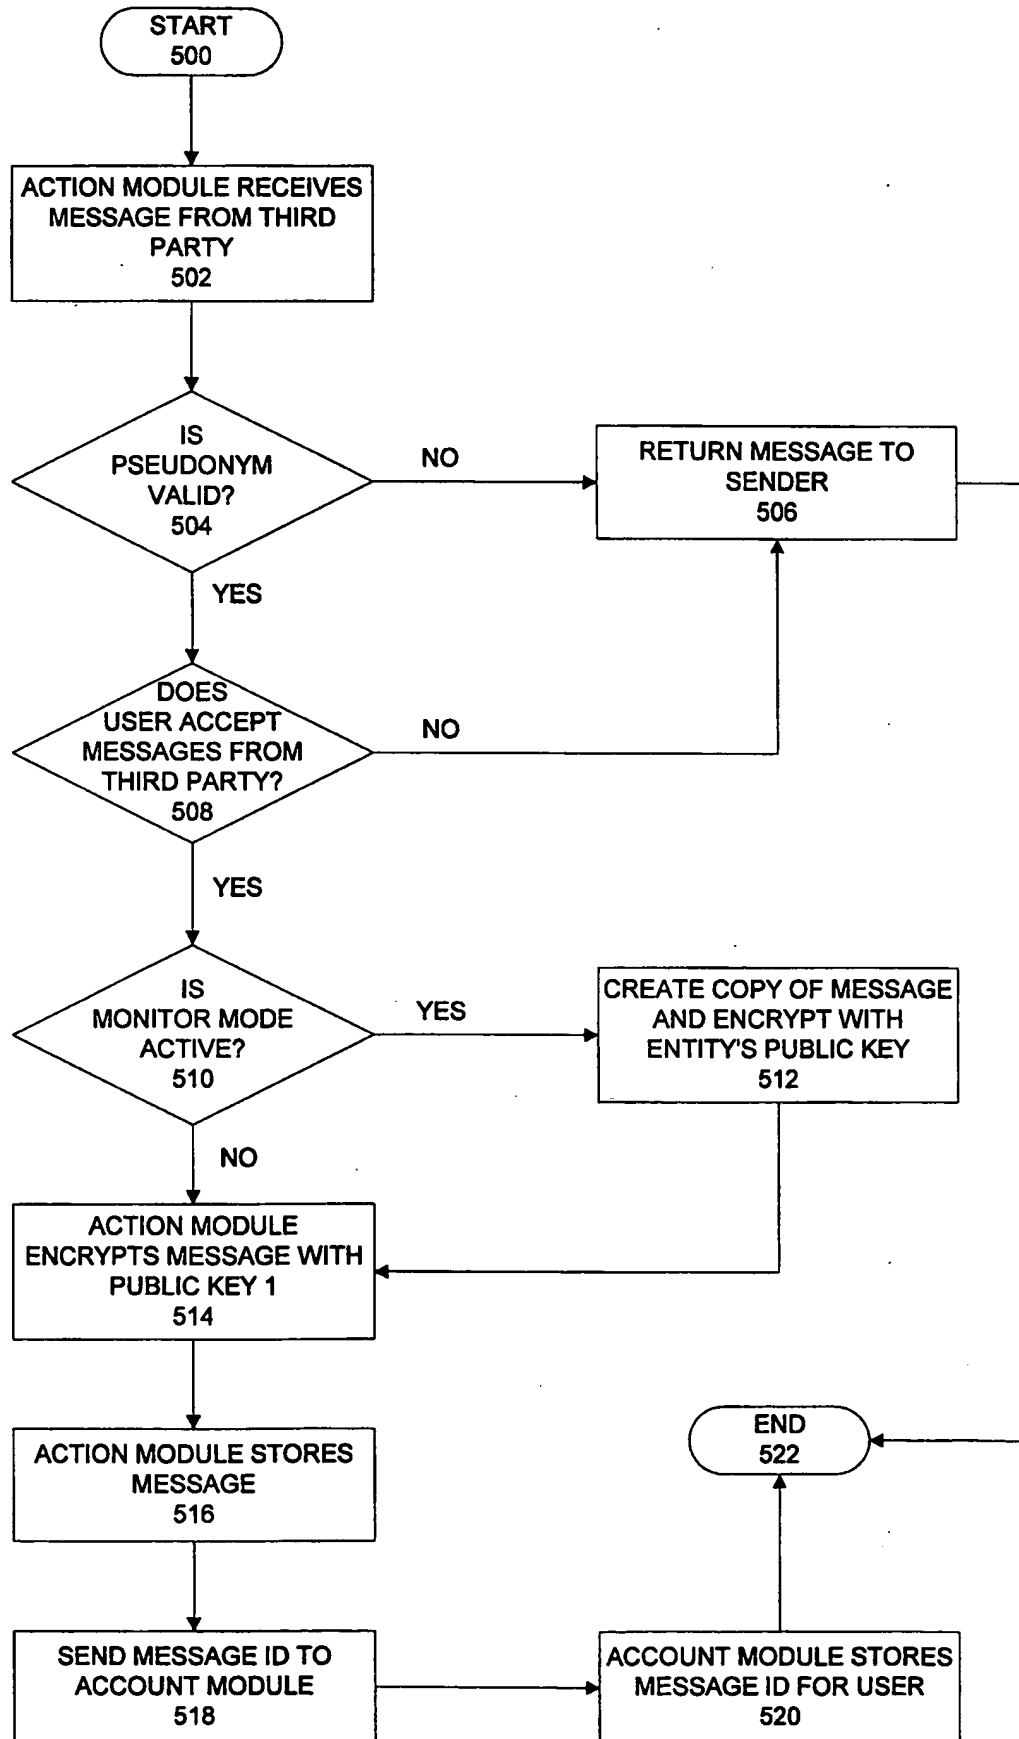 START
500
ACTION MODULE RECEIVES
MESSAGE FROM THIRD
PARTY
502
IS
PSEUDONYM
VALID?
504
NO
RETURN MESSAGE TO
SENDER
506
YES
DOES
USER ACCEPT
MESSAGES FROM
THIRD PARTY?
508
NO
YES
IS
MONITOR MODE
ACTIVE?
510
YES
CREATE COPY OF MESSAGE
AND ENCRYPT WITH
ENTITY'S PUBLIC KEY
512
NO
ACTION MODULE
ENCRYPTS MESSAGE WITH
PUBLIC KEY 1
514
ACTION MODULE STORES
MESSAGE
516
END
522
SEND MESSAGE ID TO
ACCOUNT MODULE
518
ACCOUNT MODULE STORES
MESSAGE ID FOR USER
520